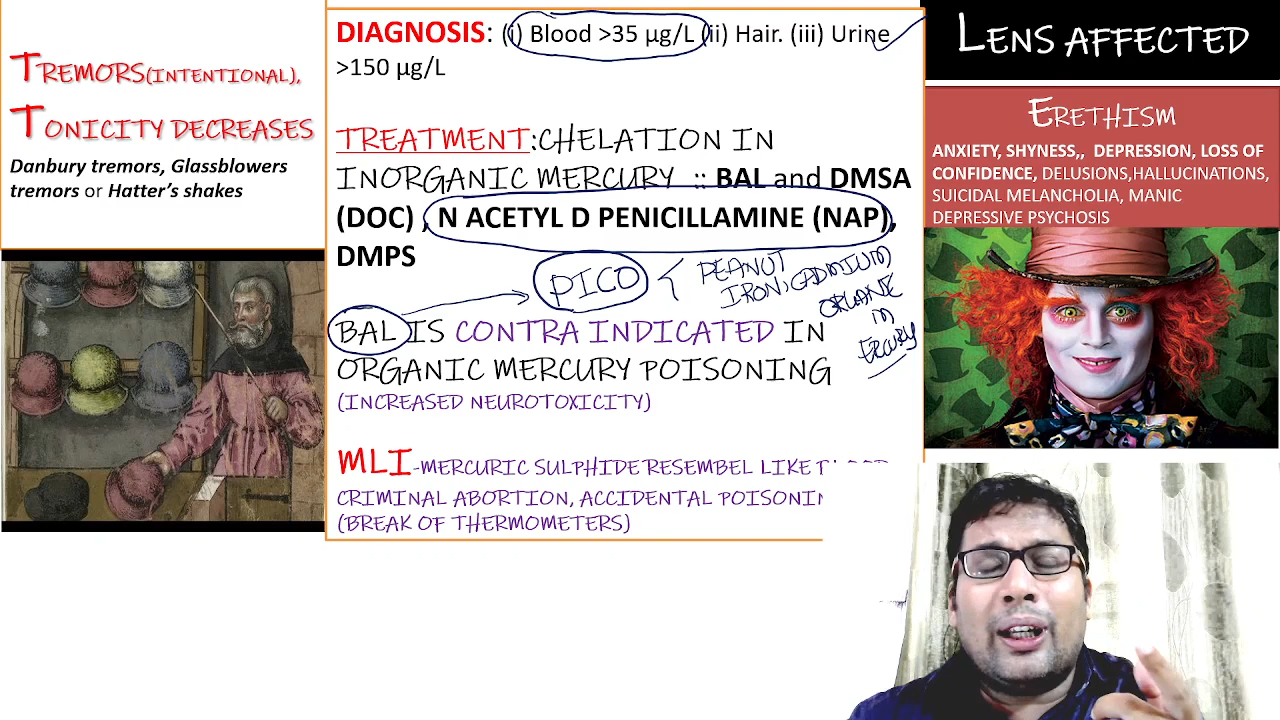 TREMORS(INTENTIONAL),
TONICITY DECREASES
Danbury tremors, Glassblowers
tremors or Hatter's shakes
DIAGNOSIS: (i) Blood >35 µg/L (ii) Hair. (iii) Urine
>150 µg/L
TREATMENT:CHELATION IN
INORGANIC MERCURY :: BAL and DMSA
(DOC) , N ACETYL D PENICILLAMINE (NAP),
DMPS
PICO
PEANUT
IRON, CADMIUM
ORGANIC
M
ERCURY
BAL IS CONTRA INDICATED IN
ORGANIC MERCURY POISONING
(INCREASED NEUROTOXICITY)
MLI-MERCURIC SULPHIDE RESEMBEL LIKE
CRIMINAL ABORTION, ACCIDENTAL
(BREAK OF THERMOMETERS)
LENS AFFECTED
ERETHISM
ANXIETY, SHYNESS,, DEPRESSION, LOSS OF
CONFIDENCE, DELUSIONS,HALLUCINATIONS,
SUICIDAL MELANCHOLIA, MANIC
DEPRESSIVE PSYCHOSIS